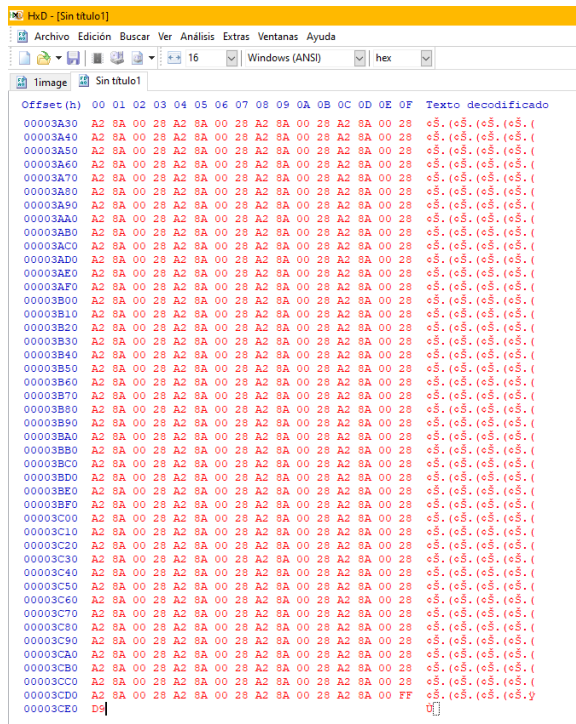 HxD - [Sin título1]
Archivo Edición Buscar Ver Análisis Extras Ventanas Ayuda
16 Windows (ANSI) hex
1image Sin título1
Offset(h) 00 01 02 03 04 05 06 07 08 09 0A 0B 0C 0D 0E 0F Texto decodificado
00003A30 A2 8A 00 28 A2 8A 00 28 A2 8A 00 28 A2 8A 00 28 ¢Š.(¢Š.(¢Š.(¢Š.(
00003A40 A2 8A 00 28 A2 8A 00 28 A2 8A 00 28 A2 8A 00 28 ¢Š.(¢Š.(¢Š.(¢Š.(
00003A50 A2 8A 00 28 A2 8A 00 28 A2 8A 00 28 A2 8A 00 28 ¢Š.(¢Š.(¢Š.(¢Š.(
00003A60 A2 8A 00 28 A2 8A 00 28 A2 8A 00 28 A2 8A 00 28 ¢Š.(¢Š.(¢Š.(¢Š.(
00003A70 A2 8A 00 28 A2 8A 00 28 A2 8A 00 28 A2 8A 00 28 ¢Š.(¢Š.(¢Š.(¢Š.(
00003A80 A2 8A 00 28 A2 8A 00 28 A2 8A 00 28 A2 8A 00 28 ¢Š.(¢Š.(¢Š.(¢Š.(
00003A90 A2 8A 00 28 A2 8A 00 28 A2 8A 00 28 A2 8A 00 28 ¢Š.(¢Š.(¢Š.(¢Š.(
00003AA0 A2 8A 00 28 A2 8A 00 28 A2 8A 00 28 A2 8A 00 28 ¢Š.(¢Š.(¢Š.(¢Š.(
00003AB0 A2 8A 00 28 A2 8A 00 28 A2 8A 00 28 A2 8A 00 28 ¢Š.(¢Š.(¢Š.(¢Š.(
00003AC0 A2 8A 00 28 A2 8A 00 28 A2 8A 00 28 A2 8A 00 28 ¢Š.(¢Š.(¢Š.(¢Š.(
00003AD0 A2 8A 00 28 A2 8A 00 28 A2 8A 00 28 A2 8A 00 28 ¢Š.(¢Š.(¢Š.(¢Š.(
00003AE0 A2 8A 00 28 A2 8A 00 28 A2 8A 00 28 A2 8A 00 28 ¢Š.(¢Š.(¢Š.(¢Š.(
00003AF0 A2 8A 00 28 A2 8A 00 28 A2 8A 00 28 A2 8A 00 28 ¢Š.(¢Š.(¢Š.(¢Š.(
00003B00 A2 8A 00 28 A2 8A 00 28 A2 8A 00 28 A2 8A 00 28 ¢Š.(¢Š.(¢Š.(¢Š.(
00003B10 A2 8A 00 28 A2 8A 00 28 A2 8A 00 28 A2 8A 00 28 ¢Š.(¢Š.(¢Š.(¢Š.(
00003B20 A2 8A 00 28 A2 8A 00 28 A2 8A 00 28 A2 8A 00 28 ¢Š.(¢Š.(¢Š.(¢Š.(
00003B30 A2 8A 00 28 A2 8A 00 28 A2 8A 00 28 A2 8A 00 28 ¢Š.(¢Š.(¢Š.(¢Š.(
00003B40 A2 8A 00 28 A2 8A 00 28 A2 8A 00 28 A2 8A 00 28 ¢Š.(¢Š.(¢Š.(¢Š.(
00003B50 A2 8A 00 28 A2 8A 00 28 A2 8A 00 28 A2 8A 00 28 ¢Š.(¢Š.(¢Š.(¢Š.(
00003B60 A2 8A 00 28 A2 8A 00 28 A2 8A 00 28 A2 8A 00 28 ¢Š.(¢Š.(¢Š.(¢Š.(
00003B70 A2 8A 00 28 A2 8A 00 28 A2 8A 00 28 A2 8A 00 28 ¢Š.(¢Š.(¢Š.(¢Š.(
00003B80 A2 8A 00 28 A2 8A 00 28 A2 8A 00 28 A2 8A 00 28 ¢Š.(¢Š.(¢Š.(¢Š.(
00003B90 A2 8A 00 28 A2 8A 00 28 A2 8A 00 28 A2 8A 00 28 ¢Š.(¢Š.(¢Š.(¢Š.(
00003BA0 A2 8A 00 28 A2 8A 00 28 A2 8A 00 28 A2 8A 00 28 ¢Š.(¢Š.(¢Š.(¢Š.(
00003BB0 A2 8A 00 28 A2 8A 00 28 A2 8A 00 28 A2 8A 00 28 ¢Š.(¢Š.(¢Š.(¢Š.(
00003BC0 A2 8A 00 28 A2 8A 00 28 A2 8A 00 28 A2 8A 00 28 ¢Š.(¢Š.(¢Š.(¢Š.(
00003BD0 A2 8A 00 28 A2 8A 00 28 A2 8A 00 28 A2 8A 00 28 ¢Š.(¢Š.(¢Š.(¢Š.(
00003BE0 A2 8A 00 28 A2 8A 00 28 A2 8A 00 28 A2 8A 00 28 ¢Š.(¢Š.(¢Š.(¢Š.(
00003BF0 A2 8A 00 28 A2 8A 00 28 A2 8A 00 28 A2 8A 00 28 ¢Š.(¢Š.(¢Š.(¢Š.(
00003C00 A2 8A 00 28 A2 8A 00 28 A2 8A 00 28 A2 8A 00 28 ¢Š.(¢Š.(¢Š.(¢Š.(
00003C10 A2 8A 00 28 A2 8A 00 28 A2 8A 00 28 A2 8A 00 28 ¢Š.(¢Š.(¢Š.(¢Š.(
00003C20 A2 8A 00 28 A2 8A 00 28 A2 8A 00 28 A2 8A 00 28 ¢Š.(¢Š.(¢Š.(¢Š.(
00003C30 A2 8A 00 28 A2 8A 00 28 A2 8A 00 28 A2 8A 00 28 ¢Š.(¢Š.(¢Š.(¢Š.(
00003C40 A2 8A 00 28 A2 8A 00 28 A2 8A 00 28 A2 8A 00 28 ¢Š.(¢Š.(¢Š.(¢Š.(
00003C50 A2 8A 00 28 A2 8A 00 28 A2 8A 00 28 A2 8A 00 28 ¢Š.(¢Š.(¢Š.(¢Š.(
00003C60 A2 8A 00 28 A2 8A 00 28 A2 8A 00 28 A2 8A 00 28 ¢Š.(¢Š.(¢Š.(¢Š.(
00003C70 A2 8A 00 28 A2 8A 00 28 A2 8A 00 28 A2 8A 00 28 ¢Š.(¢Š.(¢Š.(¢Š.(
00003C80 A2 8A 00 28 A2 8A 00 28 A2 8A 00 28 A2 8A 00 28 ¢Š.(¢Š.(¢Š.(¢Š.(
00003C90 A2 8A 00 28 A2 8A 00 28 A2 8A 00 28 A2 8A 00 28 ¢Š.(¢Š.(¢Š.(¢Š.(
00003CA0 A2 8A 00 28 A2 8A 00 28 A2 8A 00 28 A2 8A 00 28 ¢Š.(¢Š.(¢Š.(¢Š.(
00003CB0 A2 8A 00 28 A2 8A 00 28 A2 8A 00 28 A2 8A 00 28 ¢Š.(¢Š.(¢Š.(¢Š.(
00003CC0 A2 8A 00 28 A2 8A 00 28 A2 8A 00 28 A2 8A 00 28 ¢Š.(¢Š.(¢Š.(¢Š.(
00003CD0 A2 8A 00 28 A2 8A 00 28 A2 8A 00 28 A2 8A 00 FF ¢Š.(¢Š.(¢Š.(¢Š.ÿ
00003CE0 D9 Ù